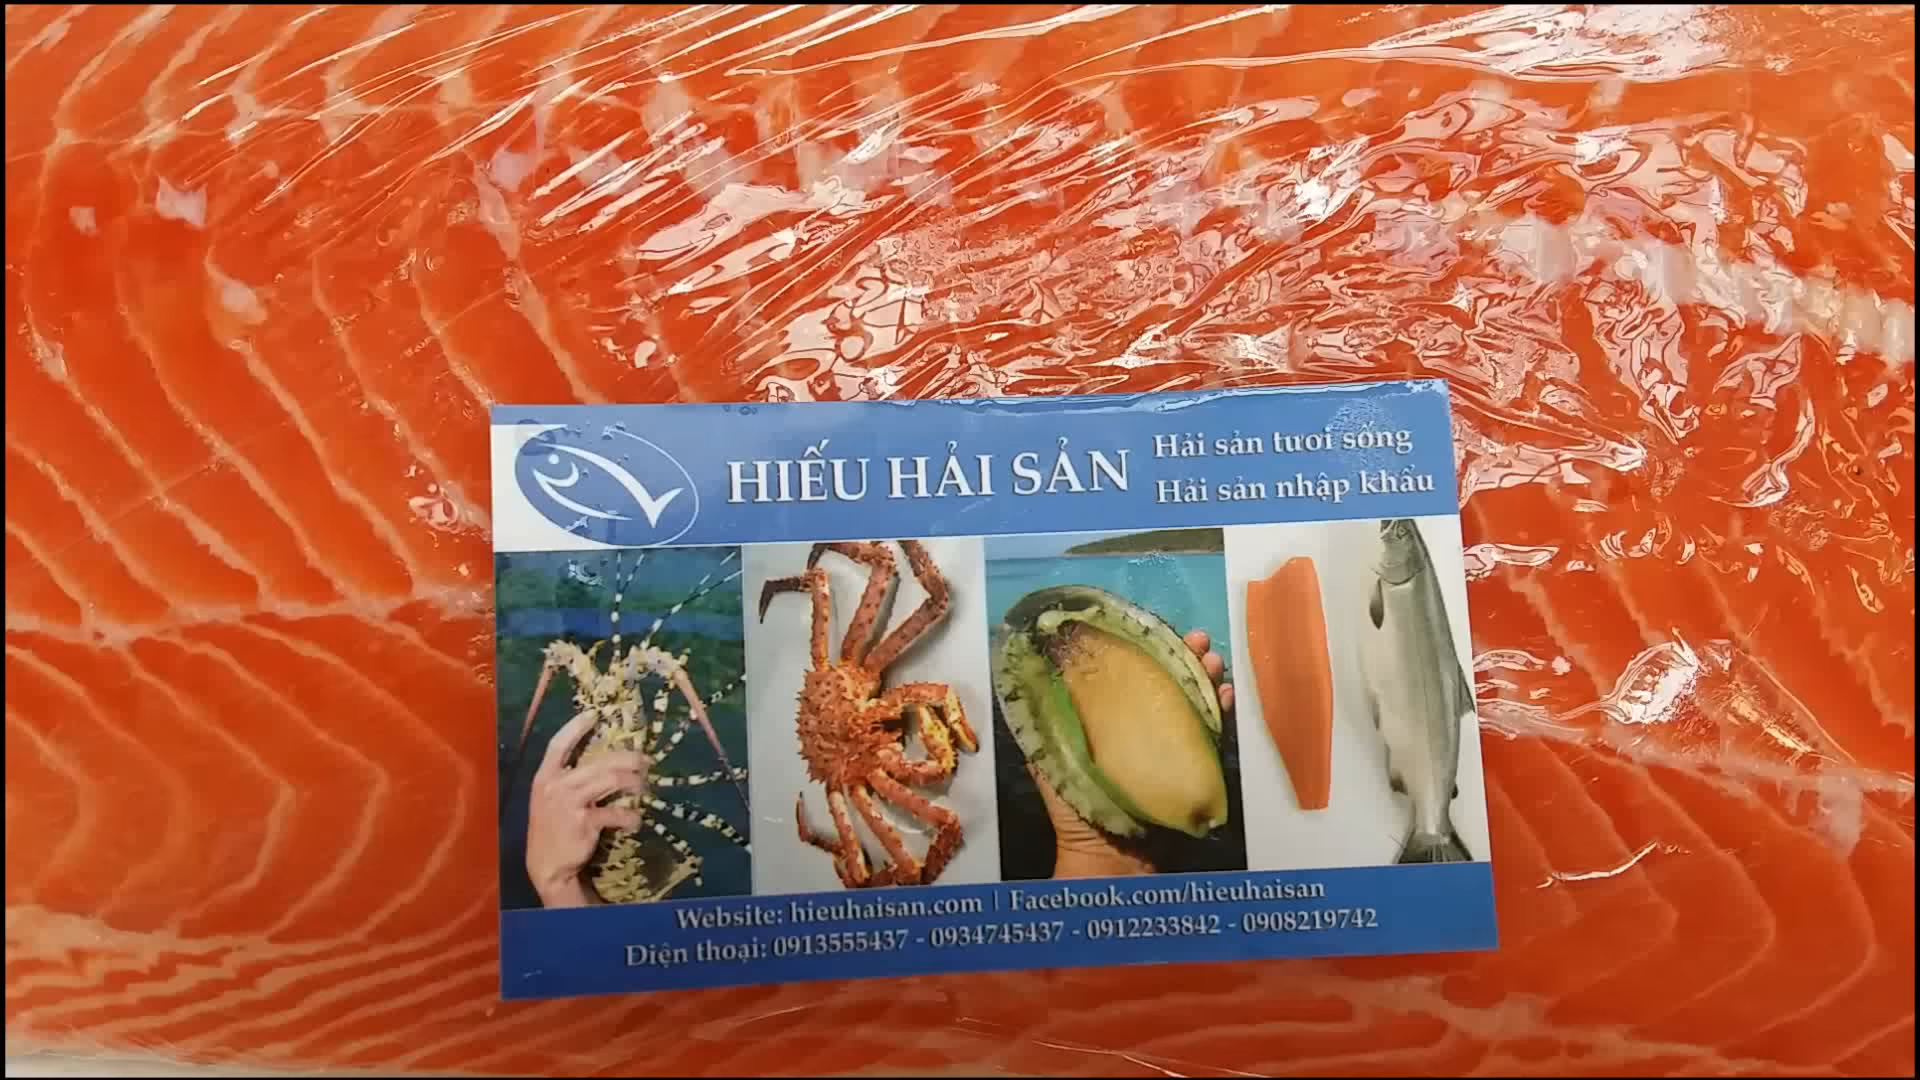 HIẾU HẢI SẢN
Hải sản tươi sống
Hải sản nhập khẩu
Website: hieuhaisan.com | Facebook.com/hieuhaisan
Điện thoại: 0913555437 - 0934745437 - 0912233842 - 0908219742